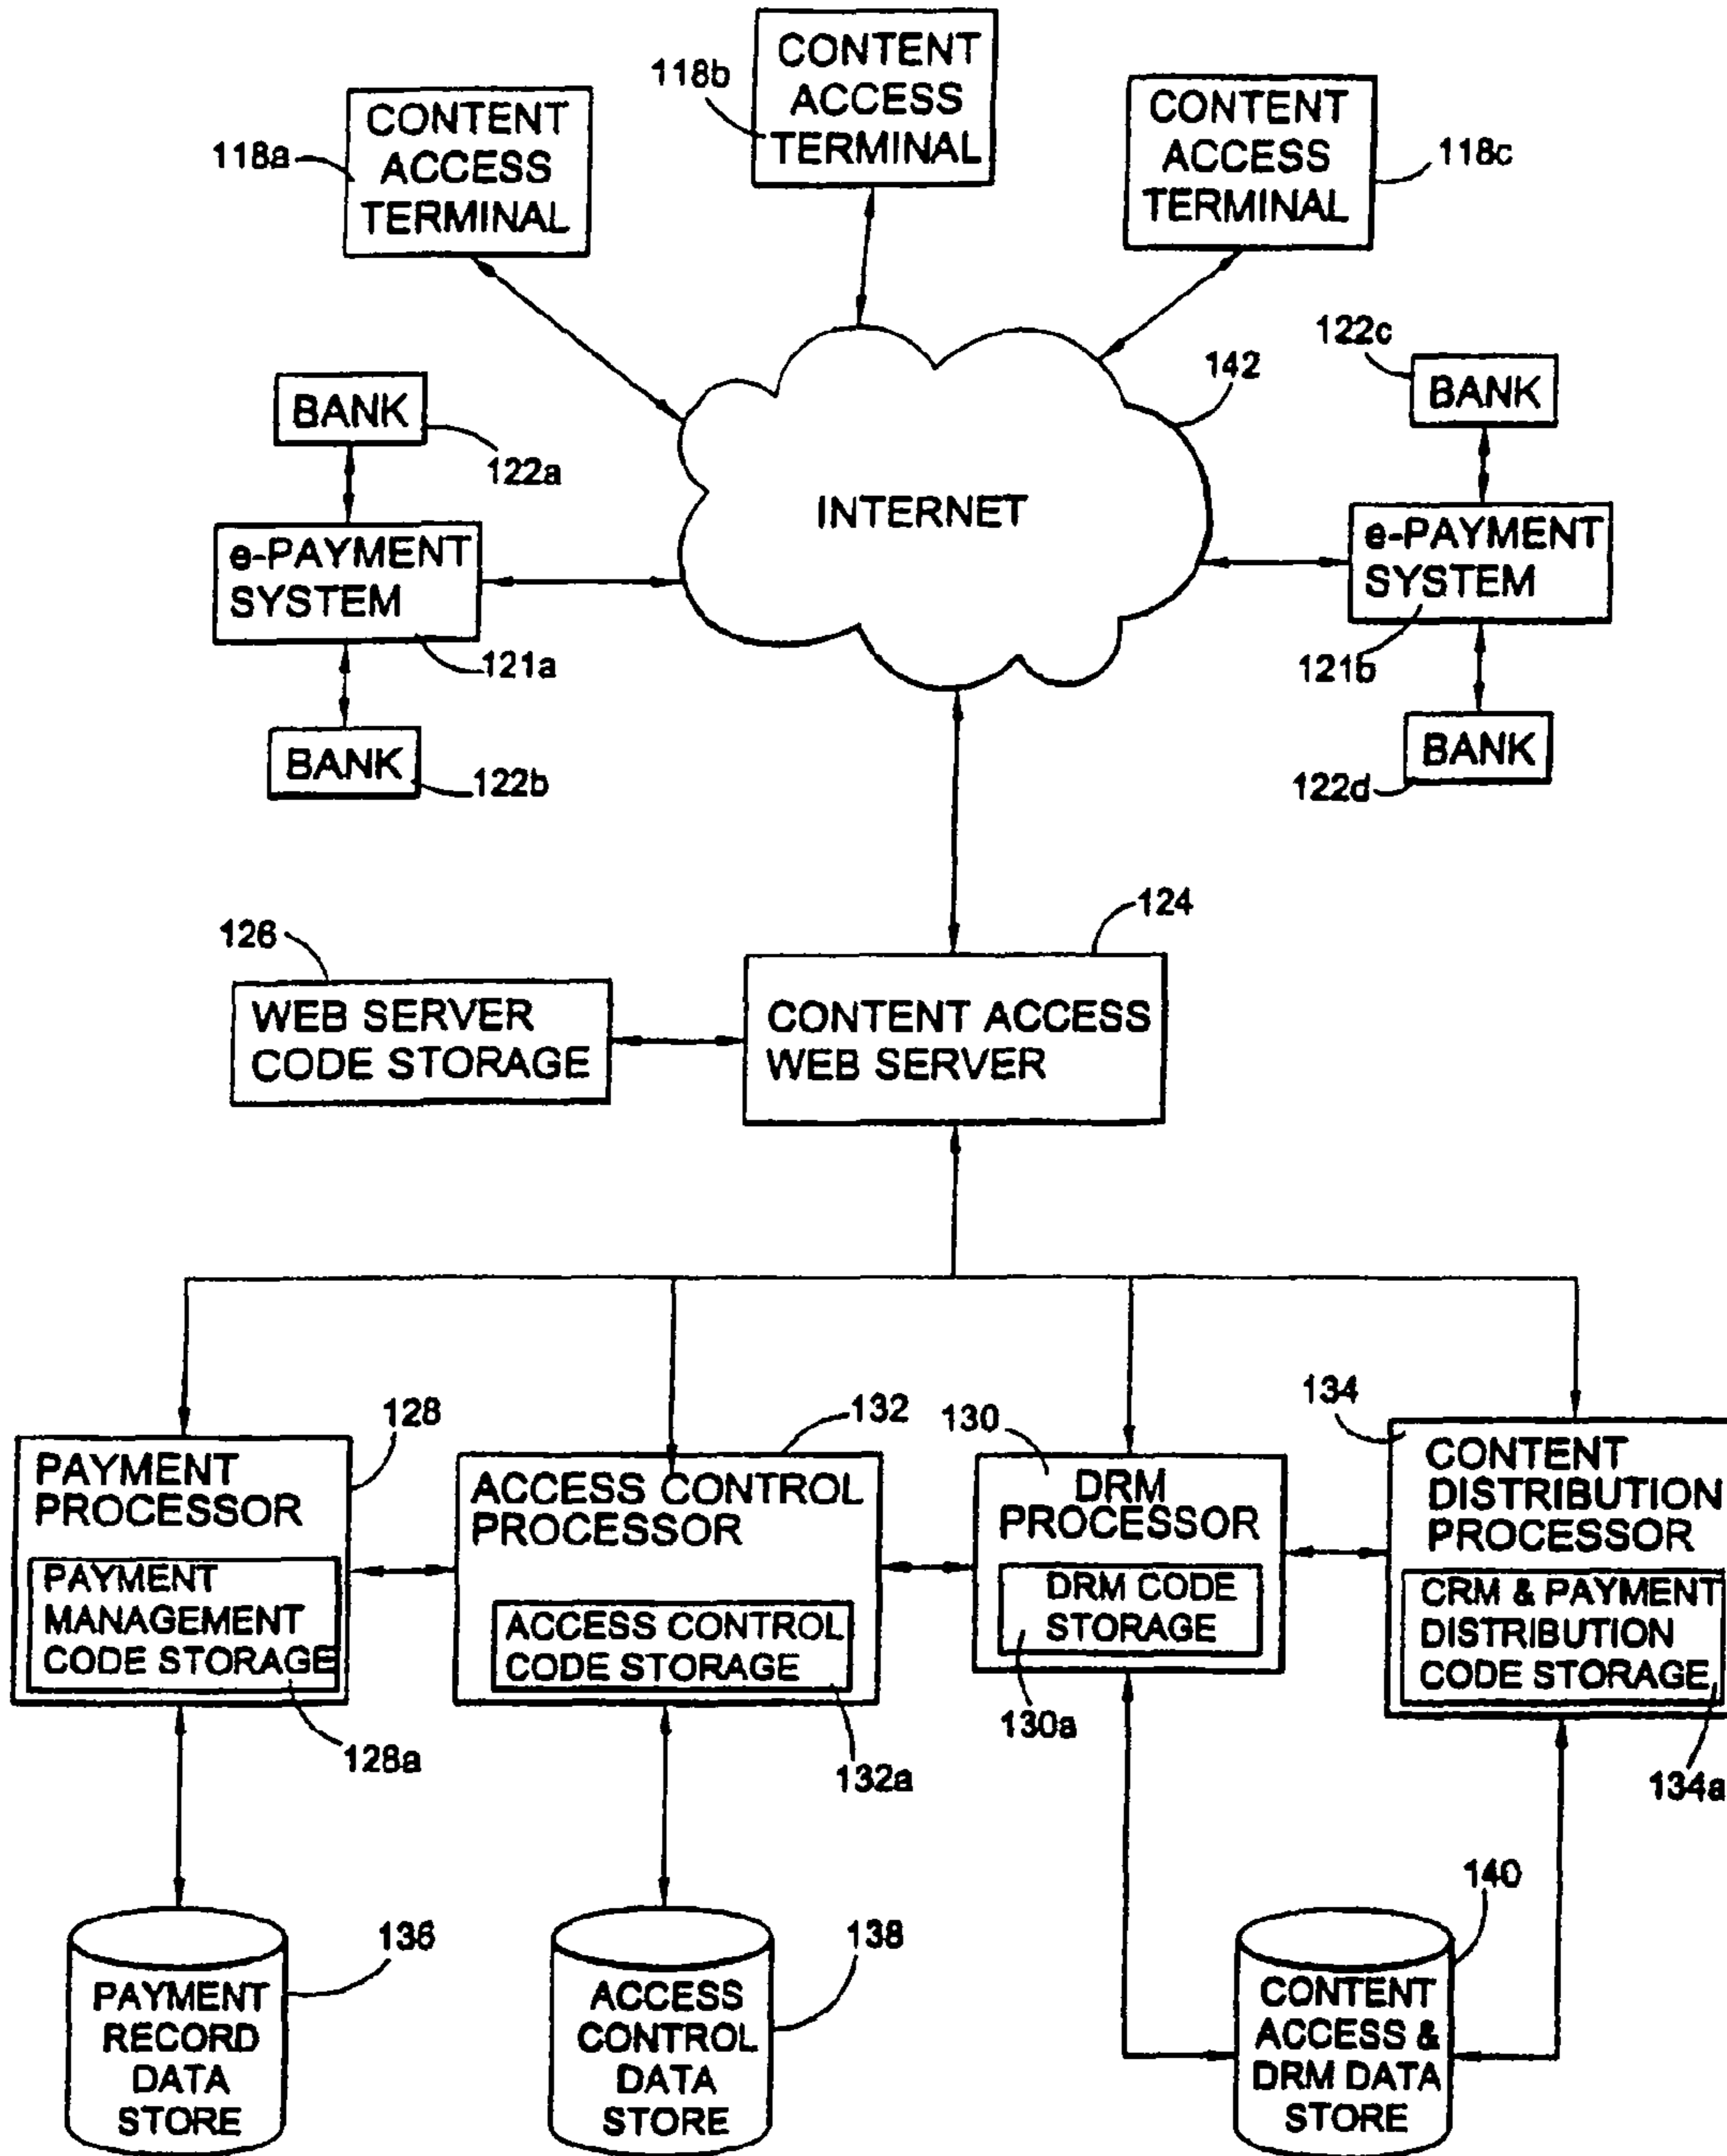 CONTENT
ACCESS
TERMINAL
118a
CONTENT
ACCESS
TERMINAL
118b
CONTENT
ACCESS
TERMINAL
118c
BANK
122a
e-PAYMENT
SYSTEM
121a
BANK
122b
INTERNET
142
122c
BANK
e-PAYMENT
SYSTEM
121b
BANK
122d
124
126
WEB SERVER
CODE STORAGE
CONTENT ACCESS
WEB SERVER
128
PAYMENT
PROCESSOR
PAYMENT
MANAGEMENT
CODE STORAGE
128a
132
ACCESS CONTROL
PROCESSOR
ACCESS CONTROL
CODE STORAGE
132a
130
DRM
PROCESSOR
DRM CODE
STORAGE
130a
134
CONTENT
DISTRIBUTION
PROCESSOR
CRM & PAYMENT
DISTRIBUTION
CODE STORAGE
134a
136
PAYMENT
RECORD
DATA
STORE
138
ACCESS
CONTROL
DATA
STORE
140
CONTENT
ACCESS &
DRM DATA
STORE